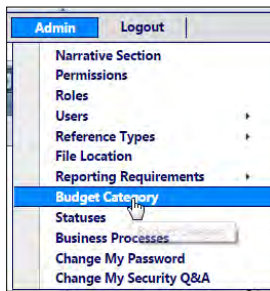 Admin Logout
Narrative Section
Permissions
Roles
Users
Reference Types
File Location
Reporting Requirements
Budget Category
Statuses
Business Processes
Change My Password
Change My Security Q&A